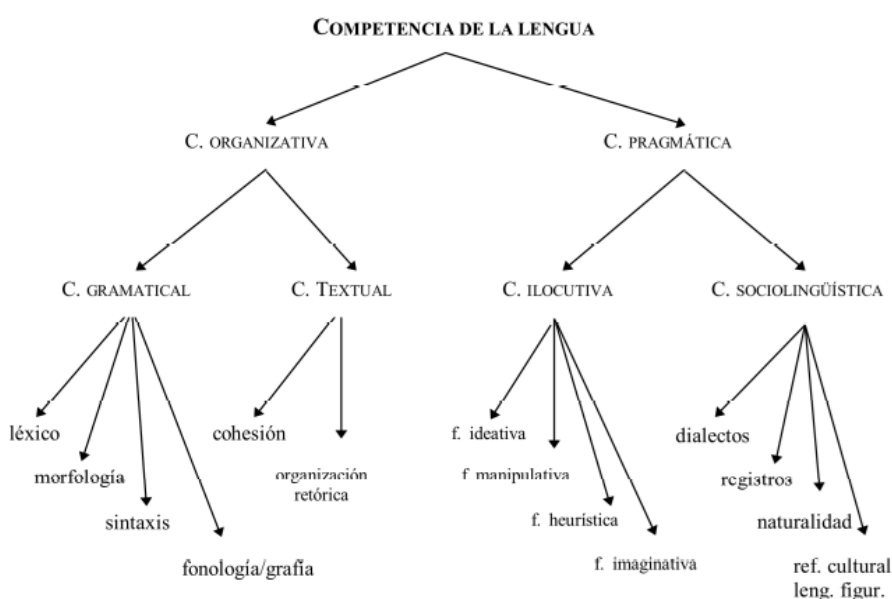 COMPETENCIA DE LA LENGUA
C. ORGANIZATIVA
C. PRAGMÁTICA
C. GRAMATICAL
C. TEXTUAL
C. ILOCUTIVA
C. SOCIOLINGÜÍSTICA
léxico
morfología
sintaxis
fonología/grafía
cohesión
organización
retórica
f. ideativa
f manipulativa
f. heurística
f. imaginativa
dialectos
registros
naturalidad
ref. cultural
leng. figur.